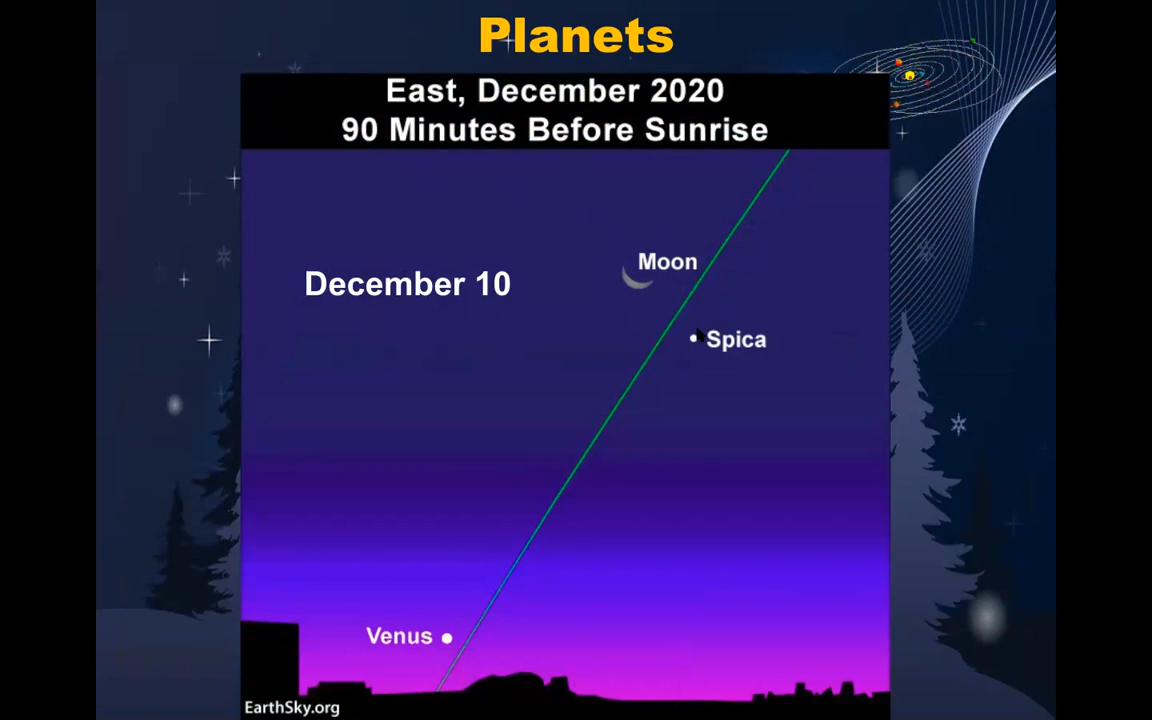 Planets
East, December 2020
90 Minutes Before Sunrise
Moon
December 10
Spica
Venus
EarthSky.org